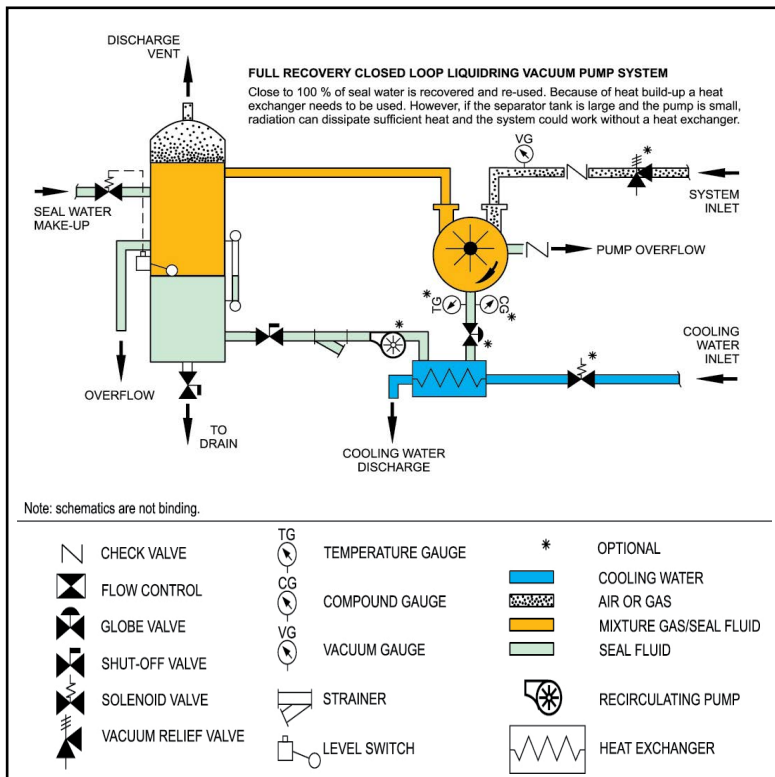 DISCHARGE
VENT
FULL RECOVERY CLOSED LOOP LIQUIDRING VACUUM PUMP SYSTEM
Close to 100 % of seal water is recovered and re-used. Because of heat build-up a heat
exchanger needs to be used. However, if the separator tank is large and the pump is small,
radiation can dissipate sufficient heat and the system could work without a heat exchanger.
VG
*
SEAL WATER
MAKE-UP
SYSTEM
INLET
PUMP OVERFLOW
*
TG
CG
*
*
*
COOLING
WATER
INLET
*
OVERFLOW
TO
DRAIN
COOLING WATER
DISCHARGE
Note: schematics are not binding.
CHECK VALVE
FLOW CONTROL
GLOBE VALVE
SHUT-OFF VALVE
SOLENOID VALVE
VACUUM RELIEF VALVE
TG
TEMPERATURE GAUGE
CG
COMPOUND GAUGE
VG
VACUUM GAUGE
STRAINER
LEVEL SWITCH
* OPTIONAL
COOLING WATER
AIR OR GAS
MIXTURE GAS/SEAL FLUID
SEAL FLUID
RECIRCULATING PUMP
HEAT EXCHANGER